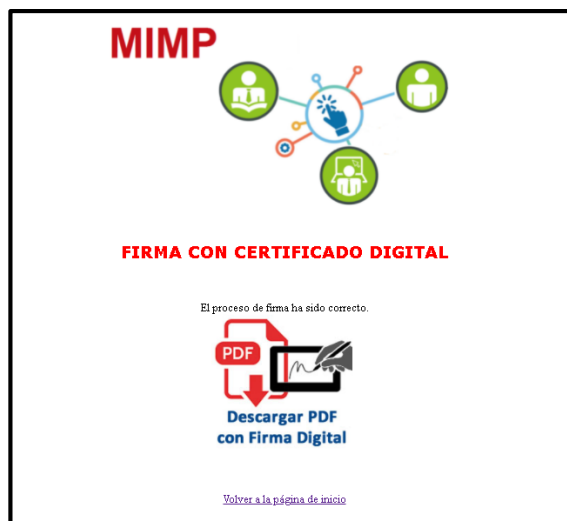 MIMP
FIRMA CON CERTIFICADO DIGITAL
El proceso de firma ha sido correcto.
PDF
Descargar PDF
con Firma Digital
Volver a la página de inicio